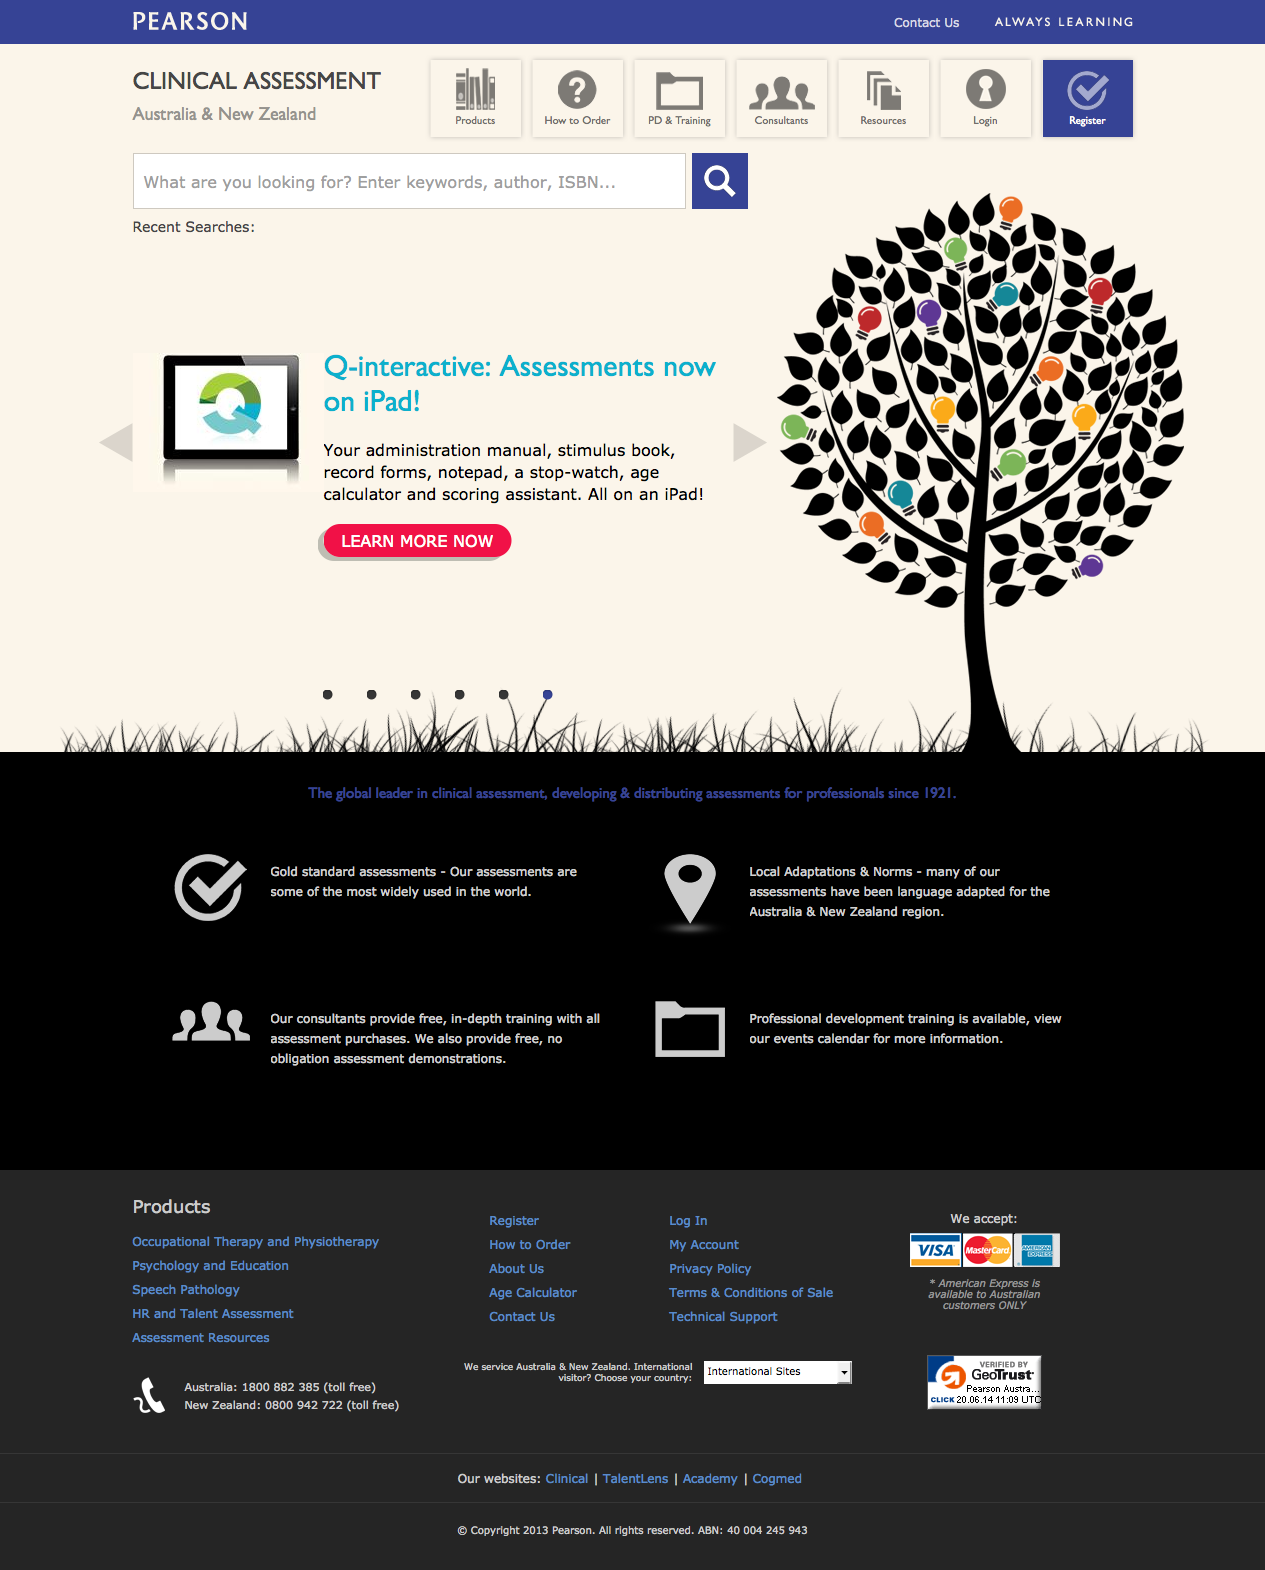 PEARSON
Contact Us
ALWAYS LEARNING
CLINICAL ASSESSMENT
Australia & New Zealand
Products
How to Order
PD & Training
Consultants
Resources
Login
Register
What are you looking for? Enter keywords, author, ISBN...
Recent Searches:
Q-interactive: Assessments now
on iPad!
Your administration manual, stimulus book,
record forms, notepad, a stop-watch, age
calculator and scoring assistant. All on an iPad!
LEARN MORE NOW
The global leader in clinical assessment, developing & distributing assessments for professionals since 1921.
Gold standard assessments - Our assessments are
some of the most widely used in the world.
Local Adaptations & Norms - many of our
assessments have been language adapted for the
Australia & New Zealand region.
Our consultants provide free, in-depth training with all
assessment purchases. We also provide free, no
obligation assessment demonstrations.
Professional development training is available, view
our events calendar for more information.
Products
Occupational Therapy and Physiotherapy
Psychology and Education
Speech Pathology
HR and Talent Assessment
Assessment Resources
Australia: 1800 882 385 (toll free)
New Zealand: 0800 942 722 (toll free)
Register
How to Order
About Us
Age Calculator
Contact Us
Log In
My Account
Privacy Policy
Terms & Conditions of Sale
Technical Support
We service Australia & New Zealand. International
visitor? Choose your country:
International Sites
We accept:
VISA
MasterCard
AMERICAN EXPRESS
* American Express is
available to Australian
customers ONLY
VERIFIED BY
GeoTrust
Pearson Austra...
CLICK 20.06.14 11:09 UTC
Our websites: Clinical | TalentLens | Academy | Cogmed
© Copyright 2013 Pearson. All rights reserved. ABN: 40 004 245 943